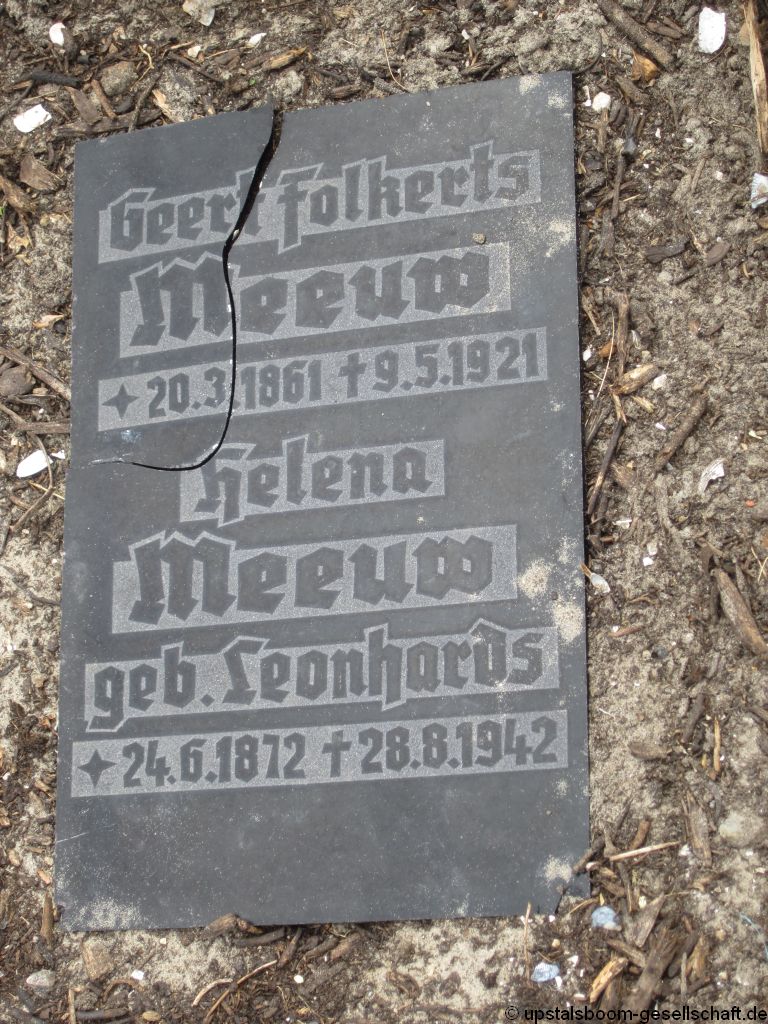 Geert Folkerts
Meeuw
✦20.3.1861 ✝9.5.1921
Helena
Meeuw
geb. Leonhards
✦24.6.1872 ✝28.8.1942
© upstalsboom-gesellschaft.de